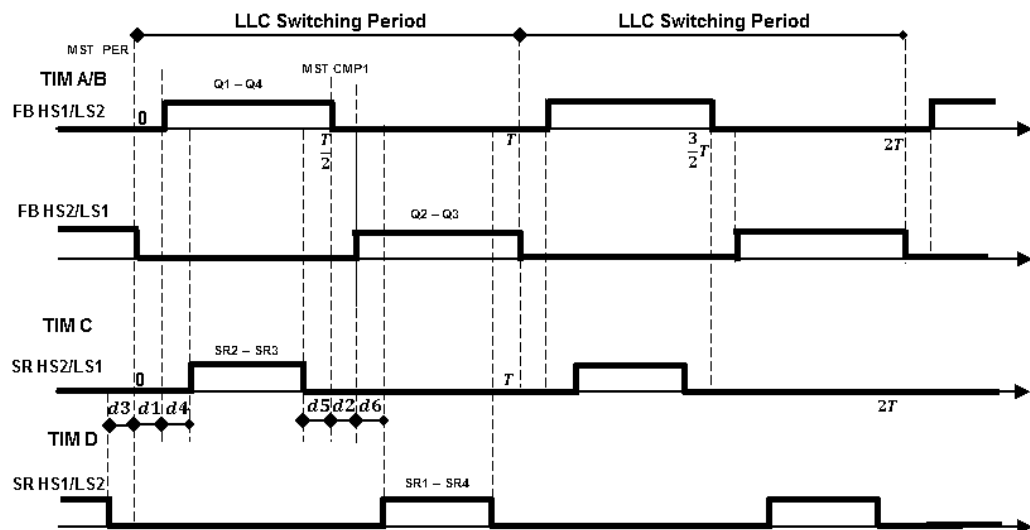 LLC Switching Period
LLC Switching Period
MST PER
MST CMP1
TIM A/B
Q1 – Q4
FB HS1/LS2
0
T/2
T
3/2 T
2T
FB HS2/LS1
Q2 – Q3
TIM C
SR2 – SR3
SR HS2/LS1
0
T
2T
d3 d1 d4
d5 d2 d6
TIM D
SR1 – SR4
SR HS1/LS2